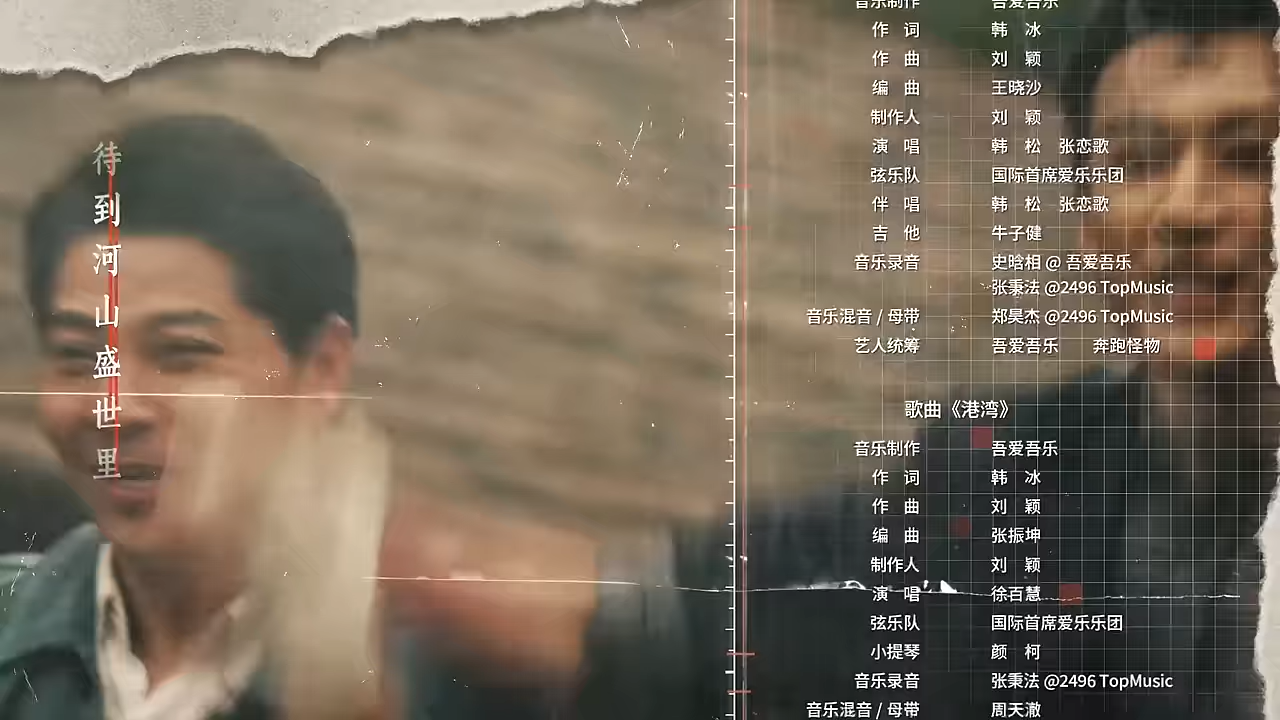 待到河山盛世里
音乐制作 吾爱吾乐
作 词 韩 冰
作 曲 刘 颖
编 曲 王晓沙
制作人 刘 颖
演 唱 韩 松 张恋歌
弦乐队 国际首席爱乐乐团
伴 唱 韩 松 张恋歌
吉 他 牛子健
音乐录音 史晗相 @ 吾爱吾乐
张秉法 @2496 TopMusic
音乐混音 / 母带 郑昊杰 @2496 TopMusic
艺人统筹 吾爱吾乐 奔跑怪物
歌曲《港湾》
音乐制作 吾爱吾乐
作 词 韩 冰
作 曲 刘 颖
编 曲 张振坤
制作人 刘 颖
演 唱 徐百慧
弦乐队 国际首席爱乐乐团
小提琴 颜 柯
音乐录音 张秉法 @2496 TopMusic
音乐混音 / 母带 周天澈